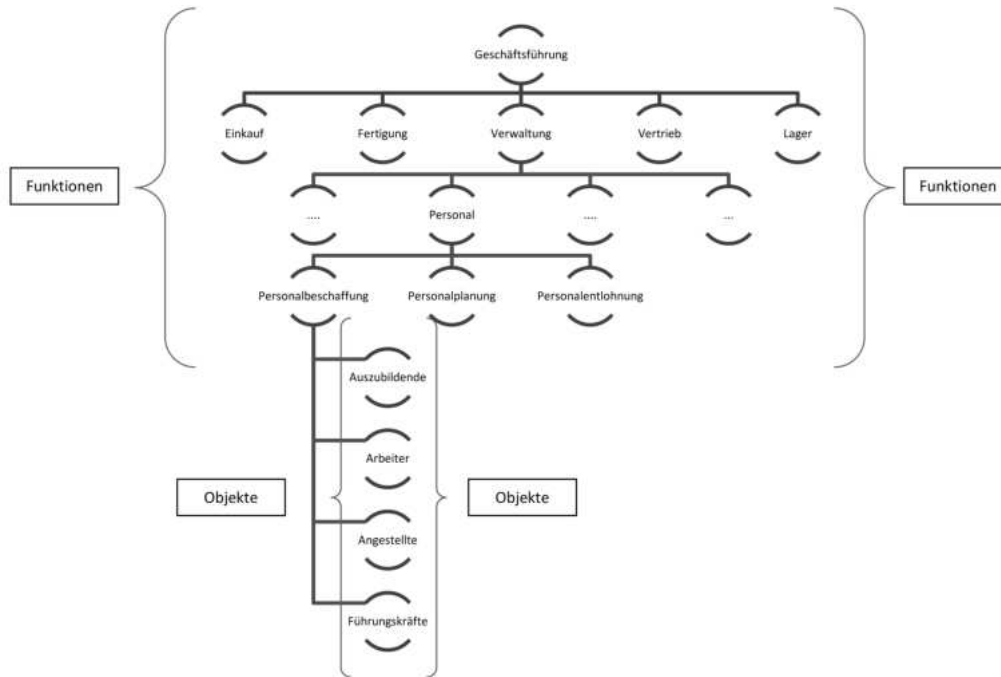 Geschäftsführung
Einkauf
Fertigung
Verwaltung
Vertrieb
Lager
Funktionen
Funktionen
....
Personal
....
...
Personalbeschaffung
Personalplanung
Personalentlohnung
Auszubildende
Arbeiter
Objekte
Objekte
Angestellte
Führungskräfte